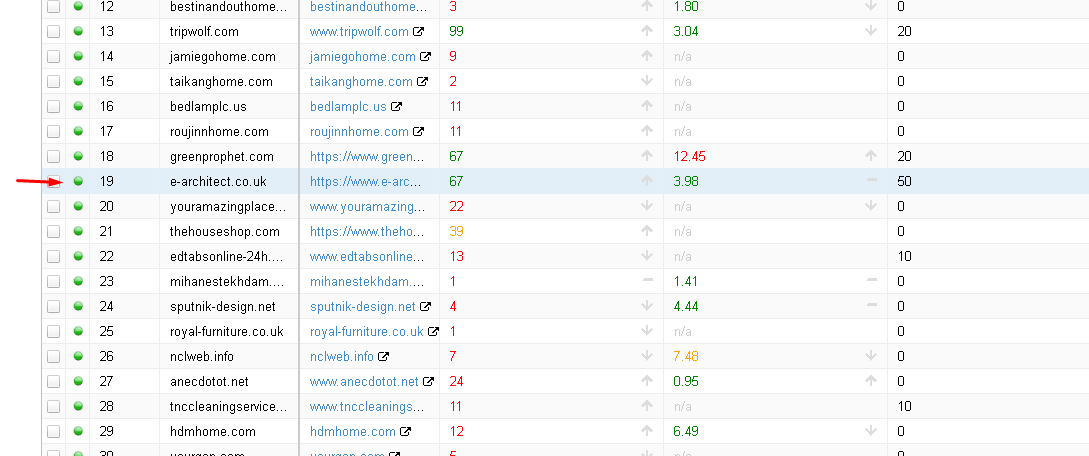 12 bestinandouthome... bestinandouthome... 3 1.80 0
13 tripwolf.com www.tripwolf.com 99 3.04 20
14 jamiegohome.com jamiegohome.com 9 n/a 0
15 taikanghome.com taikanghome.com 2 n/a 0
16 bedlamplc.us bedlamplc.us 11 n/a 0
17 roujinnhome.com roujinnhome.com 11 n/a 0
18 greenprophet.com https://www.green... 67 12.45 20
19 e-architect.co.uk https://www.e-arc... 67 3.98 50
20 youramazingplace... www.youramazing... 22 n/a 0
21 thehouseshop.com https://www.theho... 39 n/a 0
22 edtabsonline-24h.... www.edtabsonline... 13 n/a 10
23 mihanestekhdam.... mihanestekhdam.... 1 1.41 0
24 sputnik-design.net sputnik-design.net 4 4.44 0
25 royal-furniture.co.uk royal-furniture.co.uk 1 n/a 0
26 nclweb.info nclweb.info 7 7.48 0
27 anecdotot.net www.anecdotot.net 24 0.95 0
28 tnccleaningservice... www.tnccleanings... 11 n/a 10
29 hdmhome.com hdmhome.com 12 6.49 0